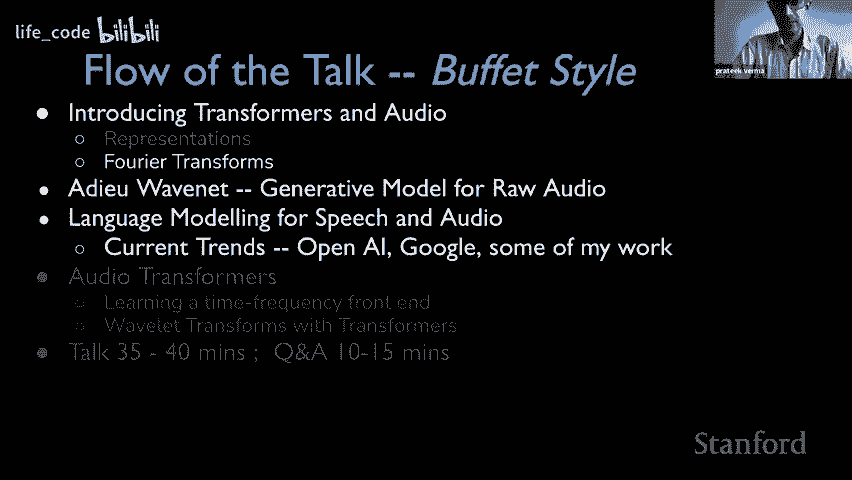 life_code bilibili
Flow of the Talk -- Buffet Style
prateek verma
● Introducing Transformers and Audio
○ Representations
○ Fourier Transforms
● Adieu Wavenet -- Generative Model for Raw Audio
● Language Modelling for Speech and Audio
○ Current Trends -- Open AI, Google, some of my work
● Audio Transformers
○ Learning a time-frequency front end
○ Wavelet Transforms with Transformers
● Talk 35 - 40 mins ; Q&A 10-15 mins
Stanford